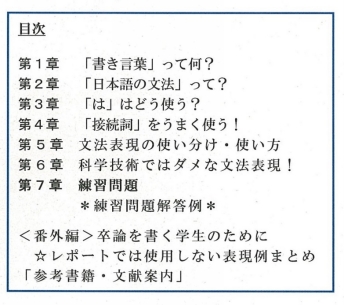 目次
第１章　「書き言葉」って何？
第２章　「日本語の文法」って？
第３章　「は」はどう使う？
第４章　「接続詞」をうまく使う！
第５章　文法表現の使い分け・使い方
第６章　科学技術ではダメな文法表現！
第７章　練習問題
＊練習問題解答例＊
＜番外編＞卒論を書く学生のために
☆レポートでは使用しない表現例まとめ
「参考書籍・文献案内」